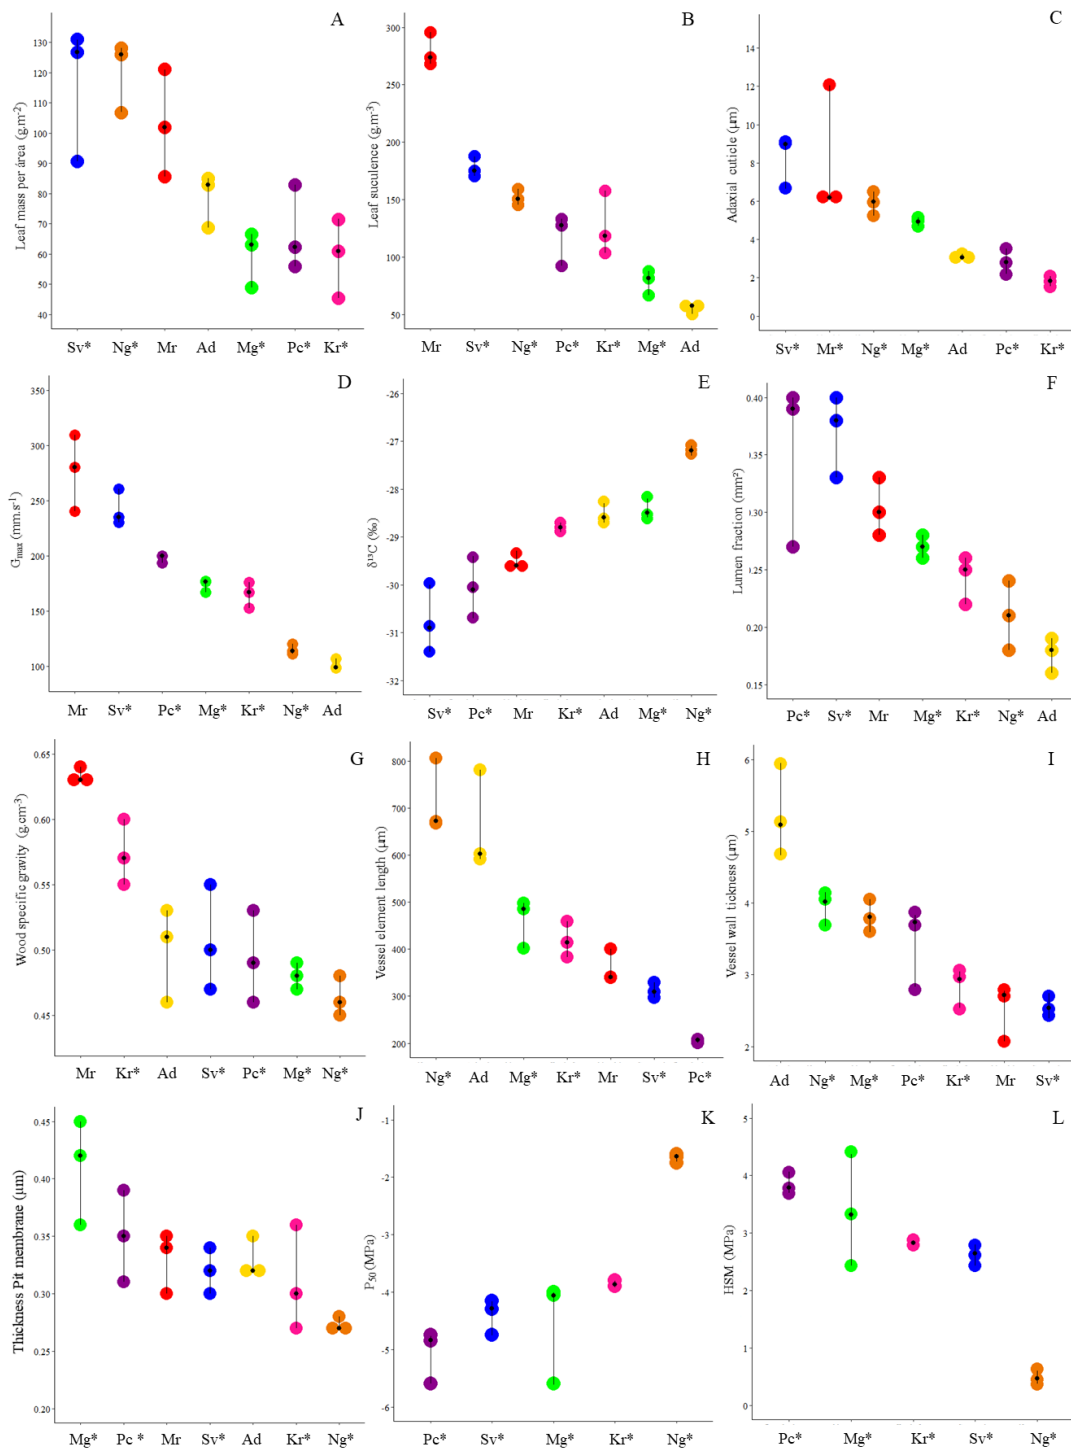 A
Leaf mass per área (g.m-2)
130
120
110
100
90
80
70
60
50
40
Sv* Ng* Mr Ad Mg* Pc* Kr*
B
Leaf suculence (g.m-3)
300
250
200
150
100
50
Mr Sv* Ng* Pc* Kr* Mg* Ad
C
Adaxial cuticle (μm)
14
12
10
8
6
4
2
0
Sv* Mr* Ng* Mg* Ad Pc* Kr*
D
Gmax (mm.s-1)
350
300
250
200
150
100
Mr Sv* Pc* Mg* Kr* Ng* Ad
E
δ¹³C (‰)
-26
-27
-28
-29
-30
-31
-32
Sv* Pc* Mr Kr* Ad Mg* Ng*
F
Lumen fraction (mm²)
0.40
0.35
0.30
0.25
0.20
0.15
Pc* Sv* Mr Mg* Kr* Ng* Ad
G
Wood specific gravity (g.cm-3)
0.65
0.60
0.55
0.50
0.45
Mr Kr* Ad Sv* Pc* Mg* Ng*
H
Vessel element length (μm)
800
700
600
500
400
300
200
Ng* Ad Mg* Kr* Mr Sv* Pc*
I
Vessel wall tickness (μm)
6
5
4
3
2
Ad Ng* Mg* Pc* Kr* Mr Sv*
J
Thickness Pit membrane (μm)
0.45
0.40
0.35
0.30
0.25
0.20
Mg* Pc * Mr Sv* Ad Kr* Ng*
K
P50 (MPa)
-1
-2
-3
-4
-5
-6
Pc* Sv* Mg* Kr* Ng*
L
HSM (MPa)
5
4
3
2
1
0
Pc* Mg* Kr* Sv* Ng*